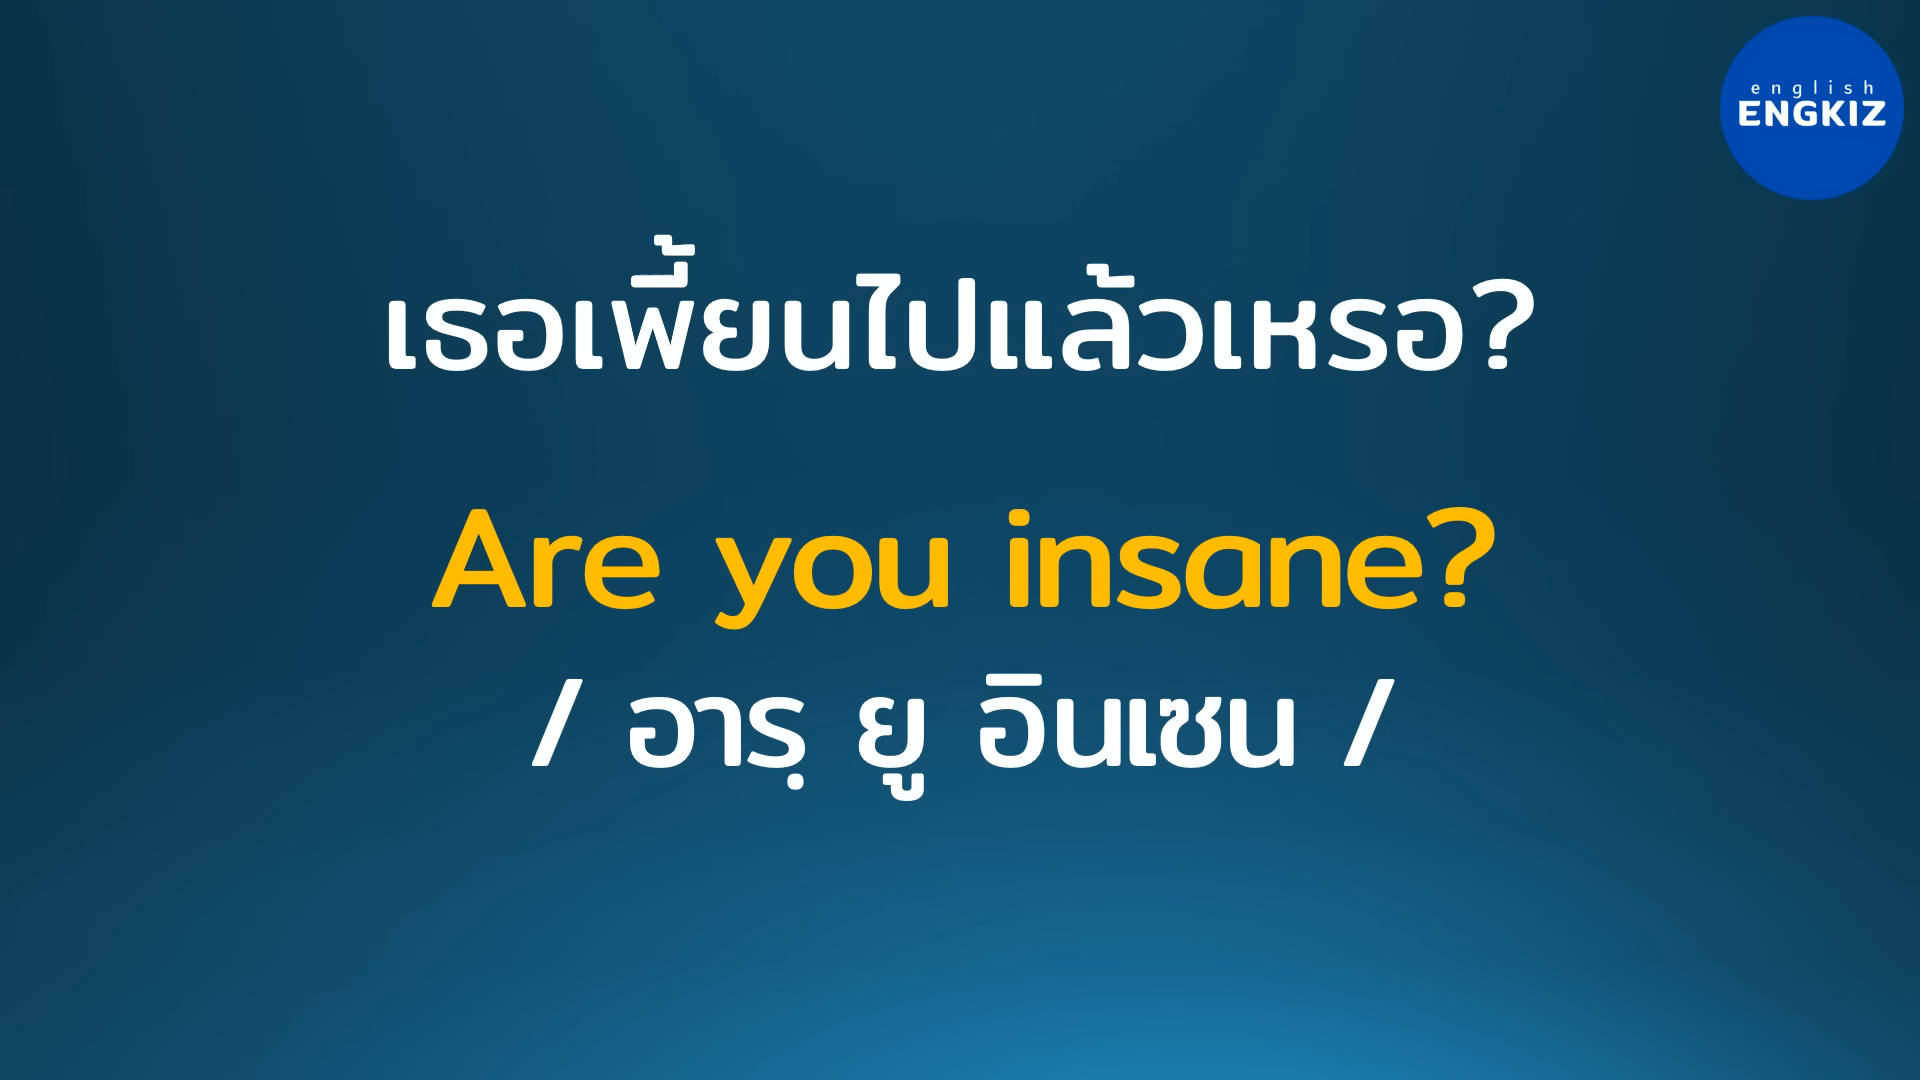 english
ENGKIZ
เธอเพี้ยนไปแล้วเหรอ?
Are you insane?
/ อารฺ ยู อินเซน /